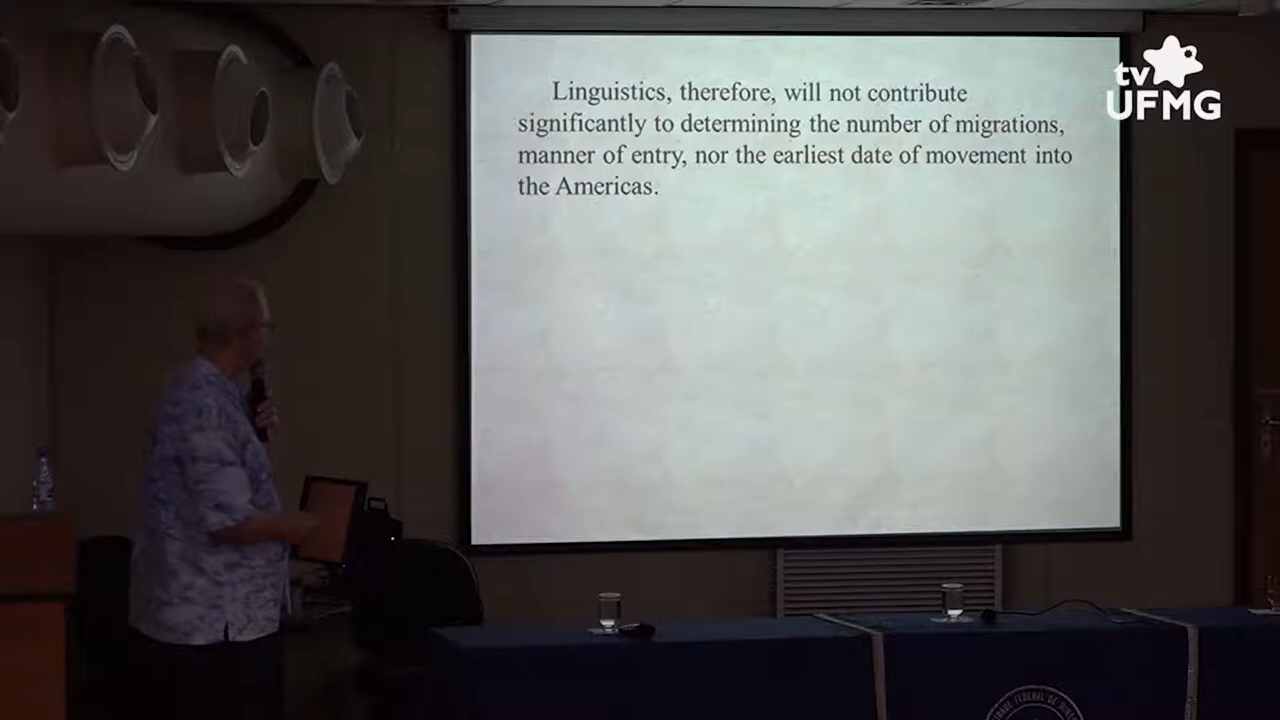 Linguistics, therefore, will not contribute
significantly to determining the number of migrations,
manner of entry, nor the earliest date of movement into
the Americas.
tv
UFMG